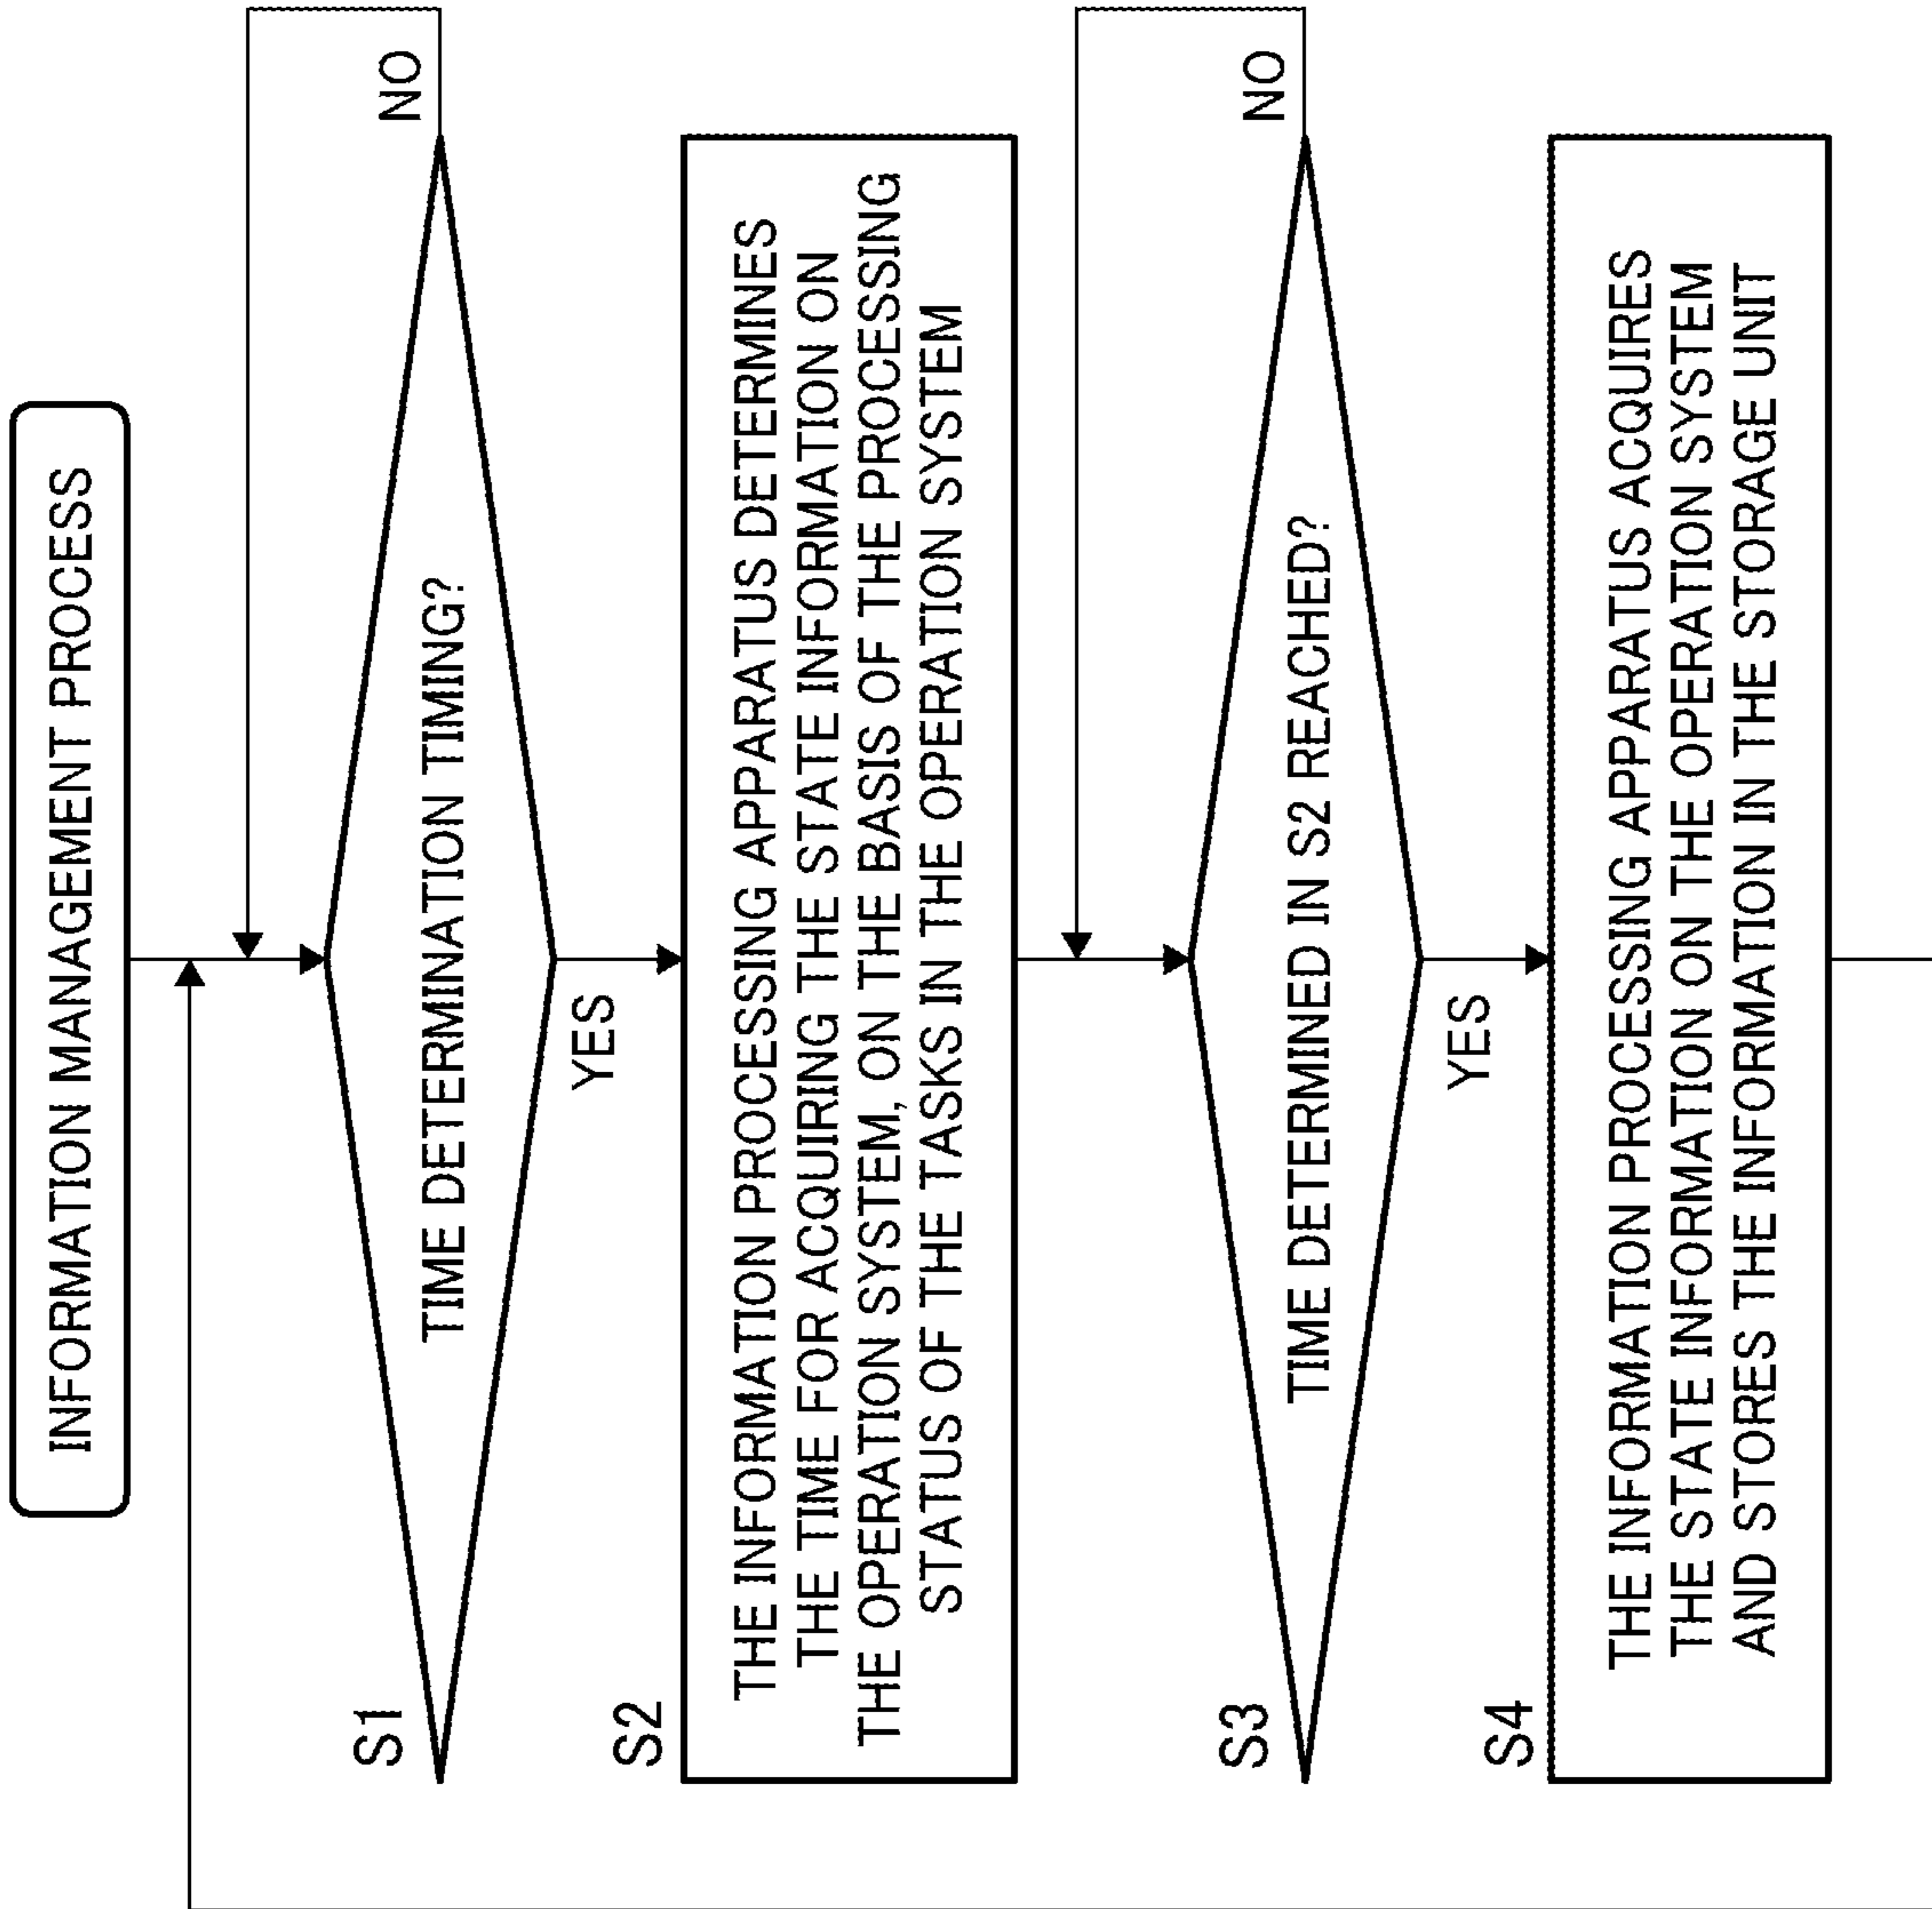 INFORMATION MANAGEMENT PROCESS
S1
TIME DETERMINATION TIMING?
NO
YES
S2
THE INFORMATION PROCESSING APPARATUS DETERMINES
THE TIME FOR ACQUIRING THE STATE INFORMATION ON
THE OPERATION SYSTEM, ON THE BASIS OF THE PROCESSING
STATUS OF THE TASKS IN THE OPERATION SYSTEM
S3
TIME DETERMINED IN S2 REACHED?
NO
YES
S4
THE INFORMATION PROCESSING APPARATUS ACQUIRES
THE STATE INFORMATION ON THE OPERATION SYSTEM
AND STORES THE INFORMATION IN THE STORAGE UNIT